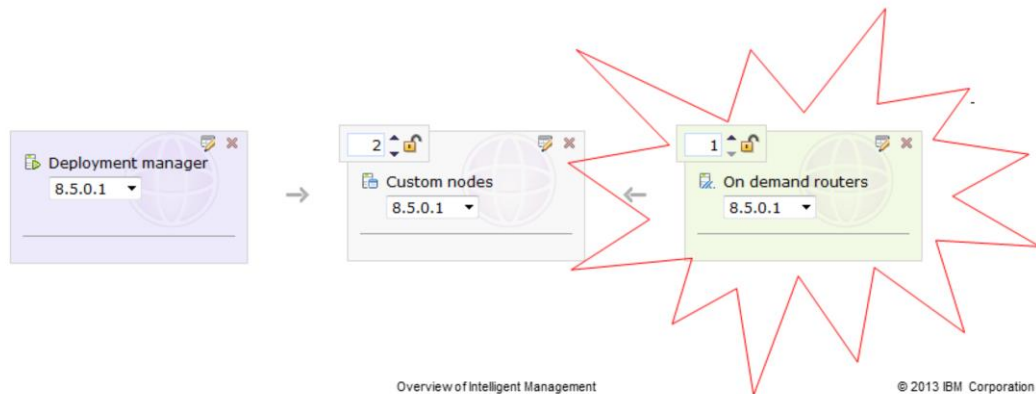 Deployment manager
8.5.0.1
2
Custom nodes
8.5.0.1
1
On demand routers
8.5.0.1
Overview of Intelligent Management
© 2013 IBM Corporation